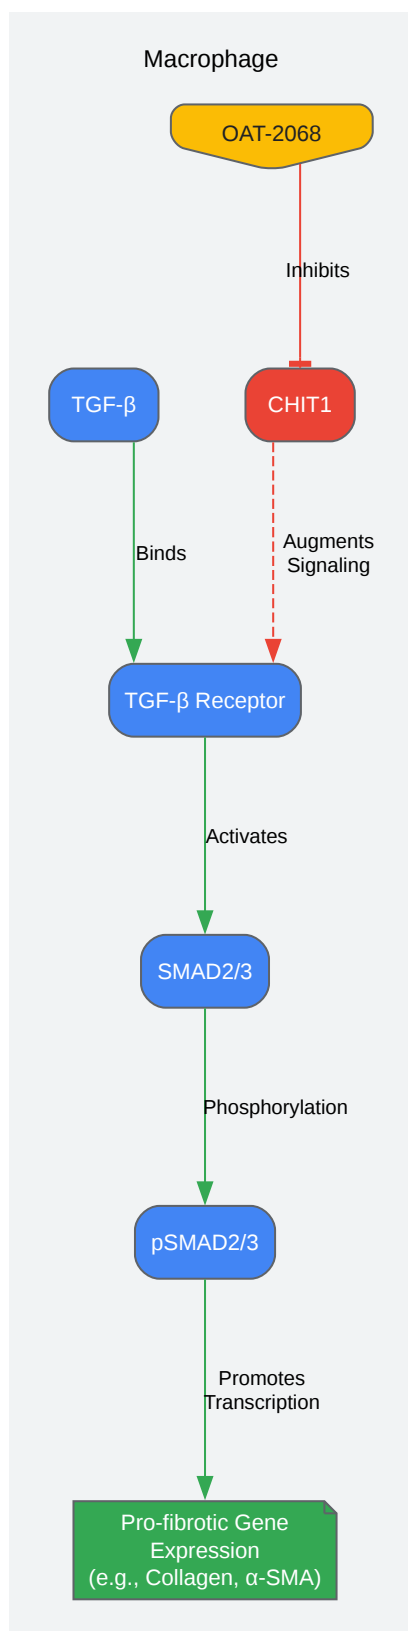 Macrophage
OAT-2068
Inhibits
TGF-β
CHIT1
Binds
Augments
Signaling
TGF-β Receptor
Activates
SMAD2/3
Phosphorylation
pSMAD2/3
Promotes
Transcription
Pro-fibrotic Gene
Expression
(e.g., Collagen, α-SMA)